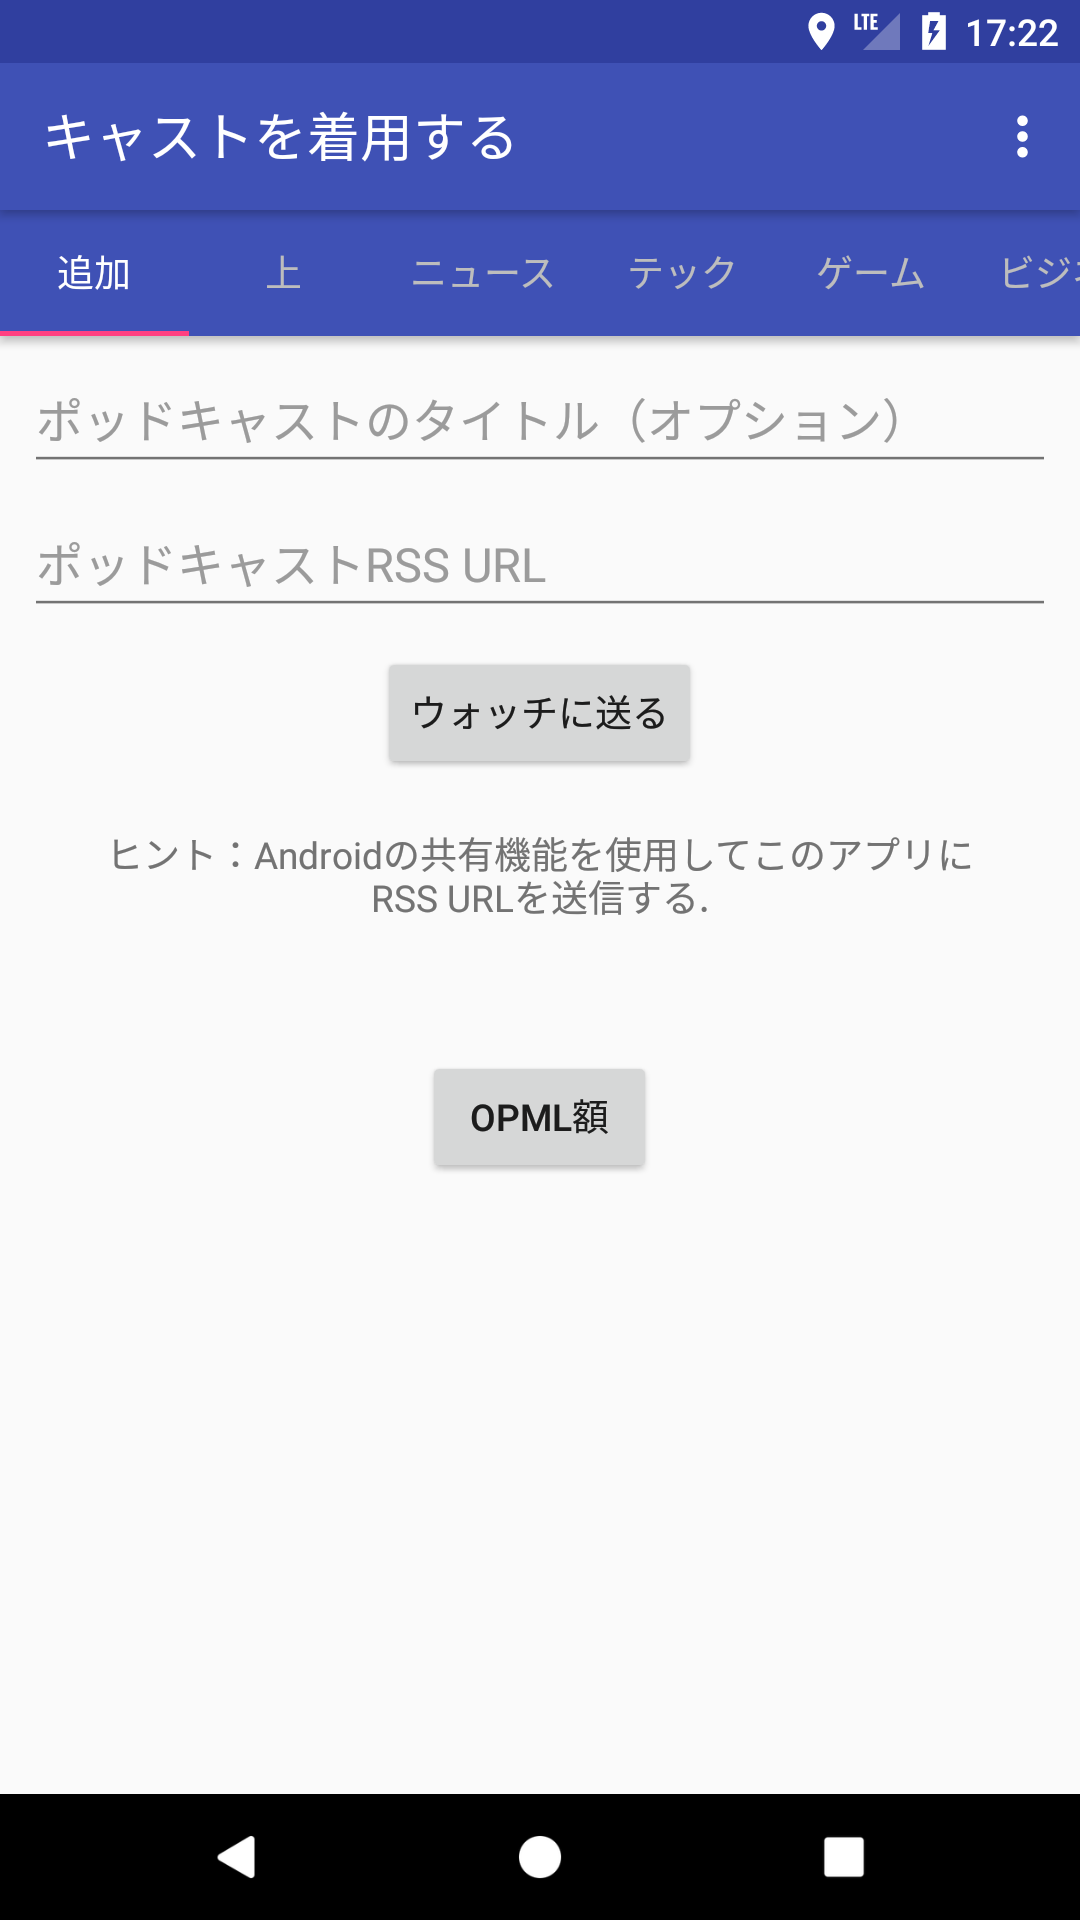 LTE 17:22
キャストを着用する
追加 上 ニュース テック ゲーム ビジ
ポッドキャストのタイトル（オプション）
ポッドキャストRSS URL
ウォッチに送る
ヒント：Androidの共有機能を使用してこのアプリに
RSS URLを送信する.
OPML額